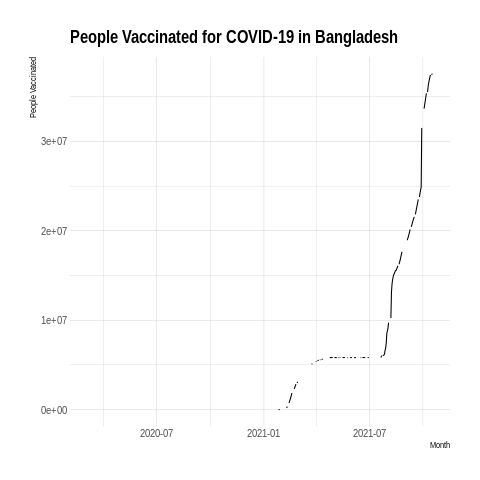 People Vaccinated for COVID-19 in Bangladesh
People Vaccinated
3e+07
2e+07
1e+07
0e+00
2020-07
2021-01
2021-07
Month